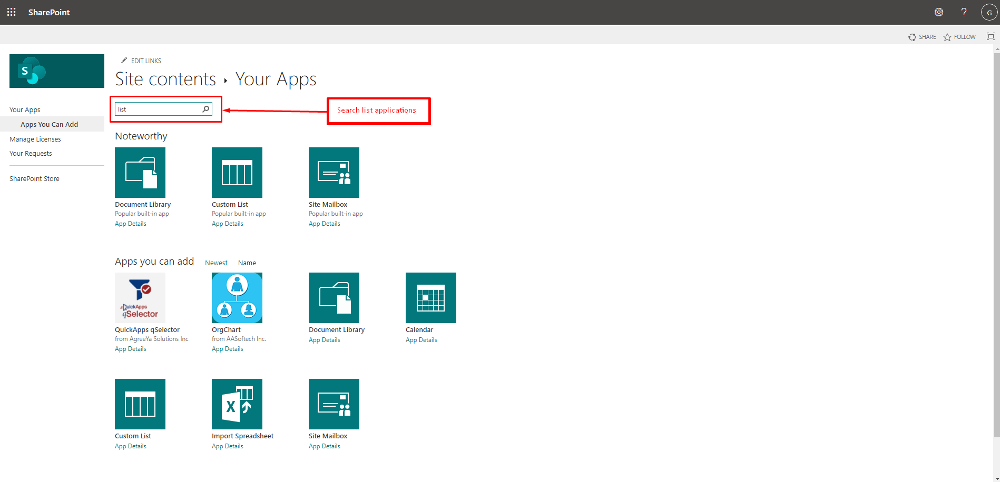 SharePoint
G
SHARE
FOLLOW
S
EDIT LINKS
Site contents
Your Apps
list
Search list applications
Your Apps
Apps You Can Add
Manage Licenses
Your Requests
SharePoint Store
Noteworthy
Document Library
Popular built-in app
App Details
Custom List
Popular built-in app
App Details
Site Mailbox
Popular built-in app
App Details
Apps you can add
Newest
Name
QuickApps
qSelector
QuickApps qSelector
from AgreeYa Solutions Inc
App Details
OrgChart
from AASoftech Inc.
App Details
Document Library
App Details
Calendar
App Details
Custom List
App Details
X
Import Spreadsheet
App Details
Site Mailbox
App Details